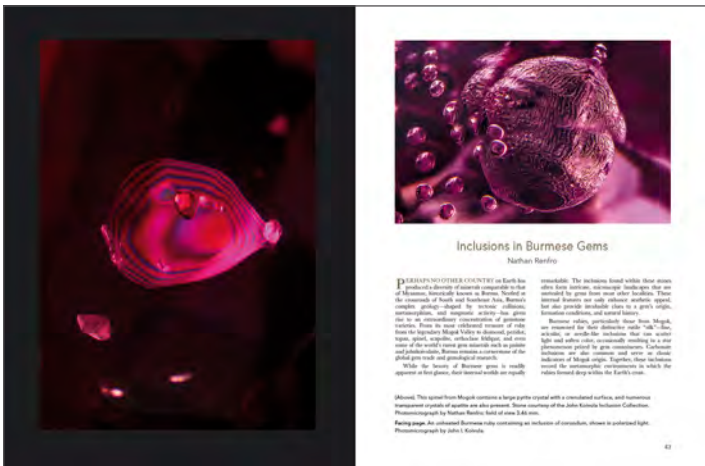 Inclusions in Burmese Gems
Nathan Renfro
PERHAPS NO OTHER COUNTRY on Earth has
produced a diversity of minerals comparable to that
of Myanmar, historically known as Burma. Nestled at
the crossroads of South and Southeast Asia, Burma's
complex geology—shaped by tectonic collisions,
metamorphism, and magmatic activity—has given
rise to an extraordinary concentration of gemstone
varieties. From its most celebrated treasure of ruby
from the legendary Mogok Valley to diamond, peridot,
topaz, spinel, scapolite, orthoclase feldspar, and even
some of the world's rarest gem minerals such as painite
and johnkoivulaite, Burma remains a cornerstone of the
global gem trade and gemological research.
While the beauty of Burmese gems is readily
apparent at first glance, their internal worlds are equally
remarkable. The inclusions found within these stones
often form intricate, microscopic landscapes that are
unrivaled by gems from most other localities. These
internal features not only enhance aesthetic appeal,
but also provide invaluable clues to a gem's origin,
formation conditions, and natural history.
Burmese rubies, particularly those from Mogok,
are renowned for their distinctive rutile "silk"—fine,
acicular, or needle-like inclusions that can scatter
light and soften color, occasionally resulting in a star
phenomenon prized by gem connoisseurs. Carbonate
inclusions are also common and serve as classic
indicators of Mogok origin. Together, these inclusions
record the metamorphic environments in which the
rubies formed deep within the Earth's crust.
(Above). This spinel from Mogok contains a large pyrite crystal with a crenulated surface, and numerous
transparent crystals of apatite are also present. Stone courtesy of the John Koivula Inclusion Collection.
Photomicrograph by Nathan Renfro; field of view 3.46 mm.
Facing page. An unheated Burmese ruby containing an inclusion of corundum, shown in polarized light.
Photomicrograph by John I. Koivula.
43